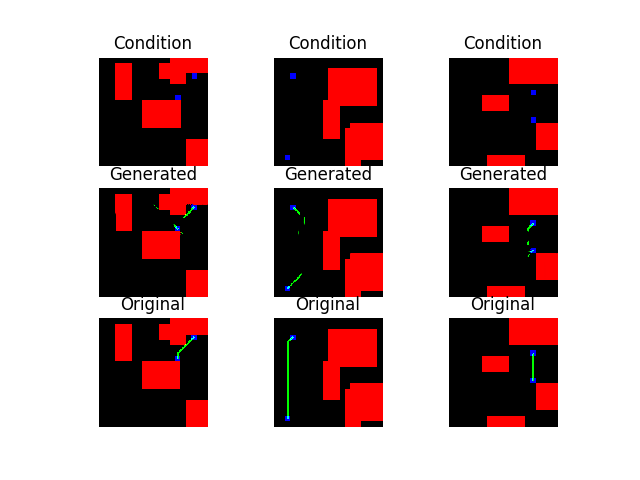 Condition Condition Condition
Generated Generated Generated
Original Original Original